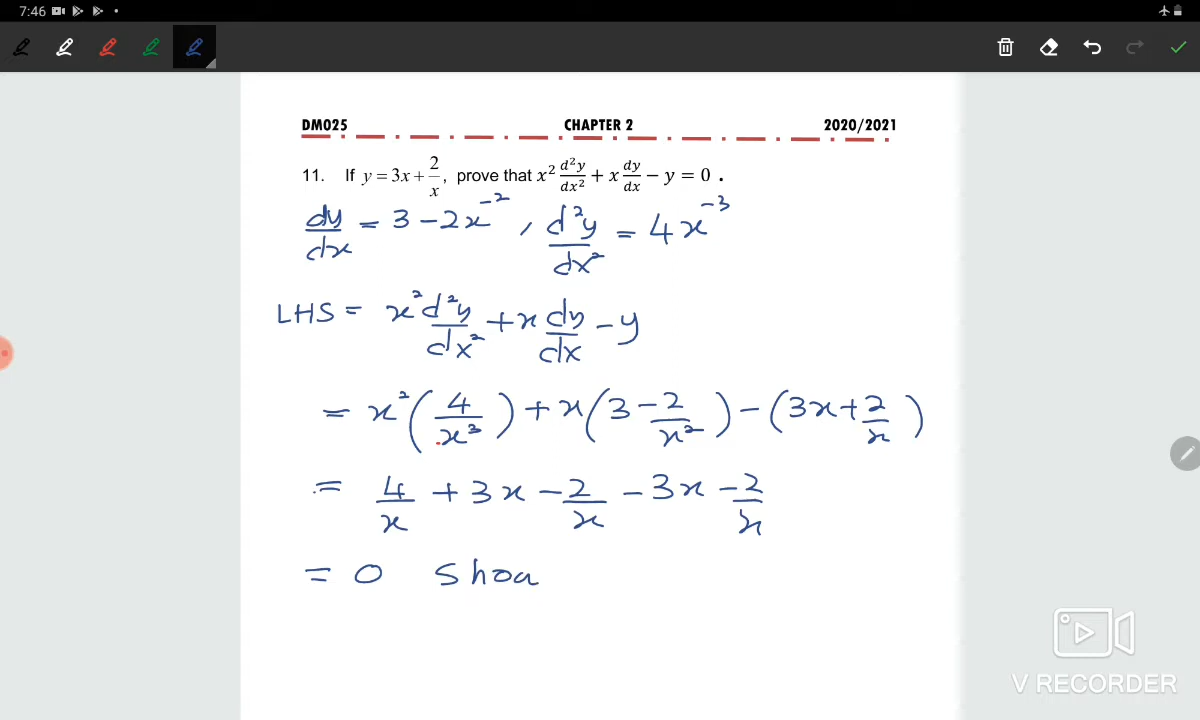 7:46
DM025 CHAPTER 2 2020/2021
11. If y = 3x + 2/x, prove that x² d²y/dx² + x dy/dx − y = 0 .
dy/dx = 3 − 2x⁻² , d²y/dx² = 4x⁻³
LHS = x² d²y/dx² + x dy/dx − y
= x² (4/x³) + x (3 − 2/x²) − (3x + 2/x)
= 4/x + 3x − 2/x − 3x − 2/x
= 0 Shoa
V RECORDER